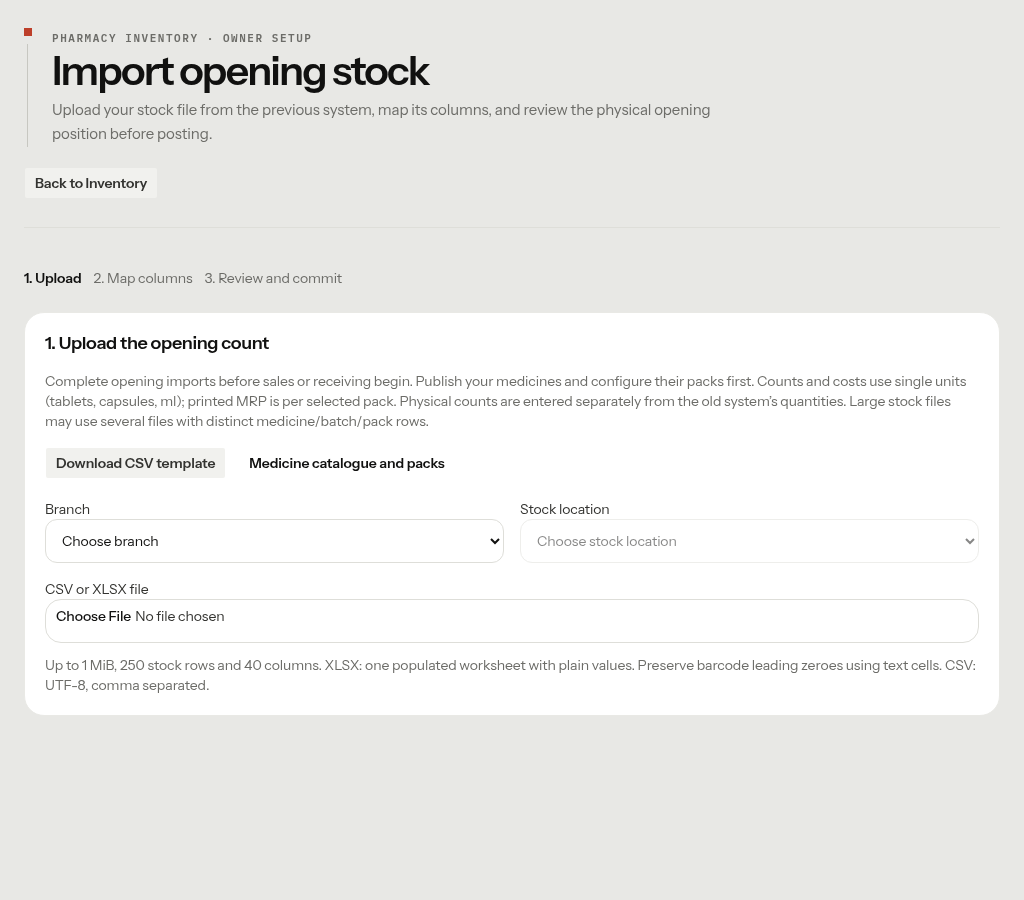 PHARMACY INVENTORY · OWNER SETUP
Import opening stock
Upload your stock file from the previous system, map its columns, and review the physical opening
position before posting.
Back to Inventory
1. Upload 2. Map columns 3. Review and commit
1. Upload the opening count
Complete opening imports before sales or receiving begin. Publish your medicines and configure their packs first. Counts and costs use single units
(tablets, capsules, ml); printed MRP is per selected pack. Physical counts are entered separately from the old system's quantities. Large stock files
may use several files with distinct medicine/batch/pack rows.
Download CSV template Medicine catalogue and packs
Branch Stock location
Choose branch Choose stock location
CSV or XLSX file
Choose File No file chosen
Up to 1 MiB, 250 stock rows and 40 columns. XLSX: one populated worksheet with plain values. Preserve barcode leading zeroes using text cells. CSV:
UTF-8, comma separated.